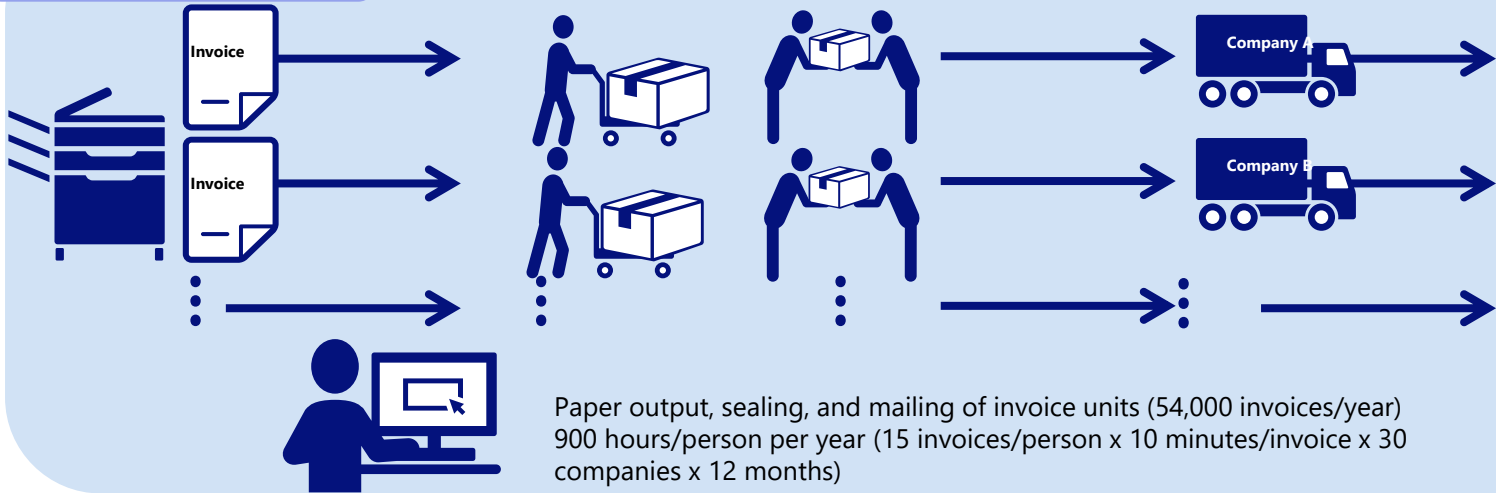 Invoice
Company A
Invoice
Company B
Paper output, sealing, and mailing of invoice units (54,000 invoices/year)
900 hours/person per year (15 invoices/person x 10 minutes/invoice x 30
companies x 12 months)